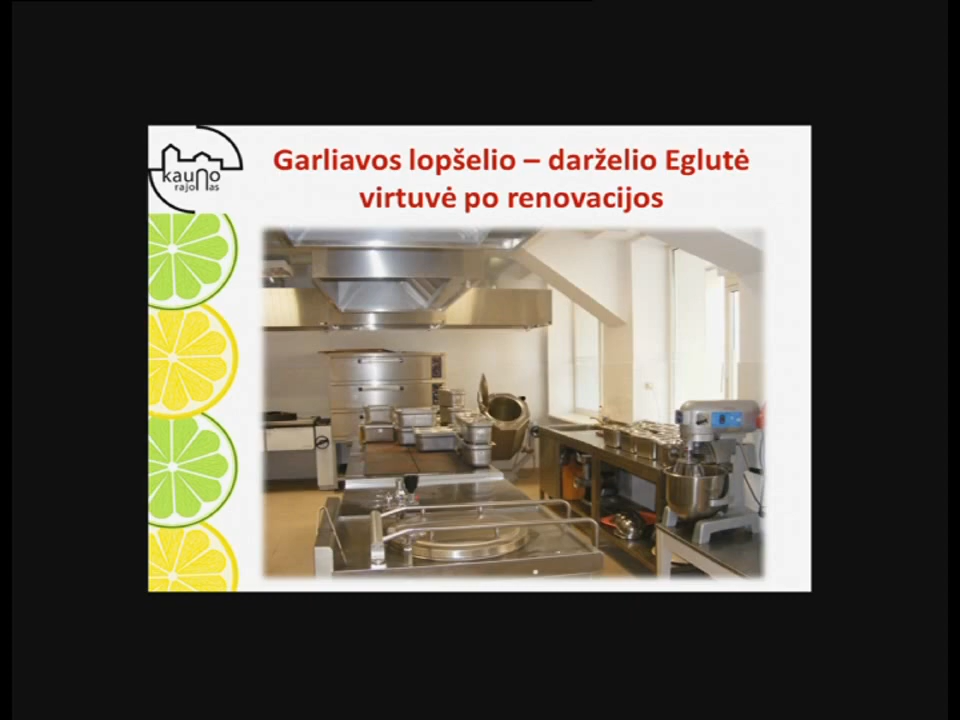 kauno
rajonas
Garliavos lopšelio – darželio Eglutė
virtuvė po renovacijos